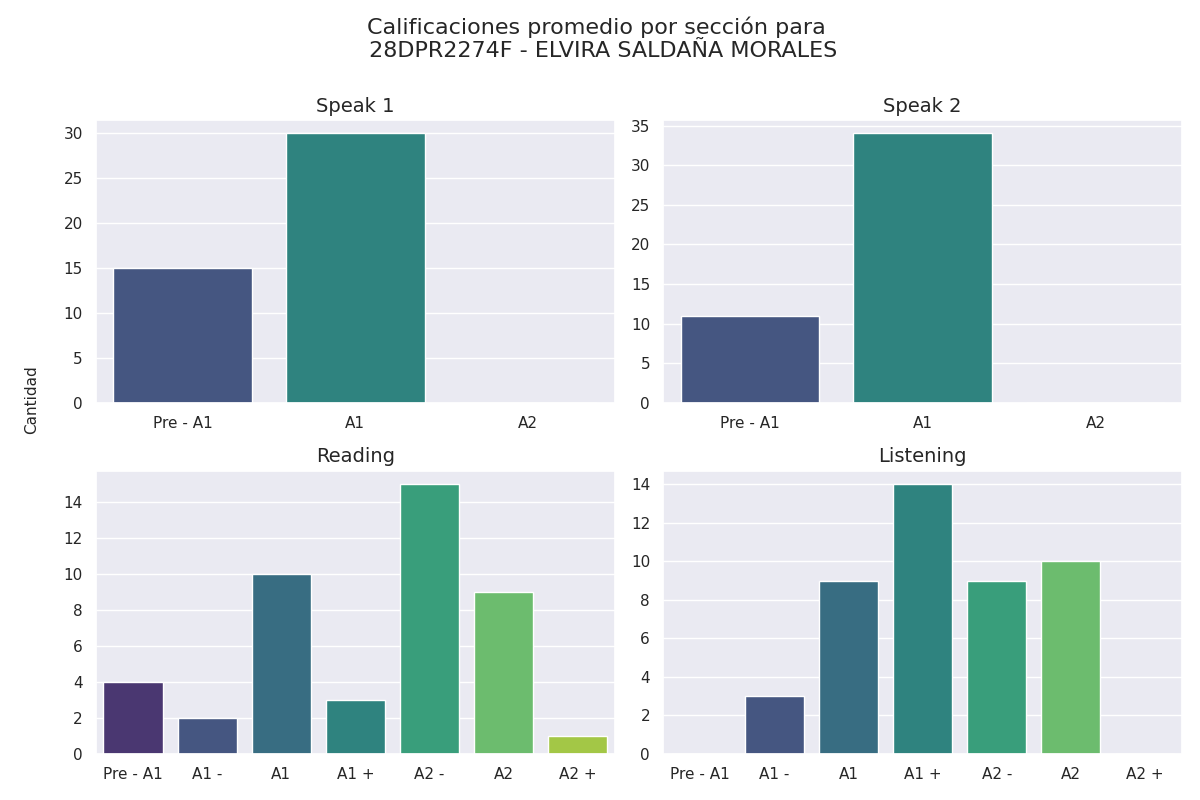 Calificaciones promedio por sección para
28DPR2274F - ELVIRA SALDAÑA MORALES
Speak 1
30
25
20
15
10
5
0
Pre - A1 A1 A2
Speak 2
35
30
25
20
15
10
5
0
Pre - A1 A1 A2
Cantidad
Reading
14
12
10
8
6
4
2
0
Pre - A1 A1 - A1 A1 + A2 - A2 A2 +
Listening
14
12
10
8
6
4
2
0
Pre - A1 A1 - A1 A1 + A2 - A2 A2 +